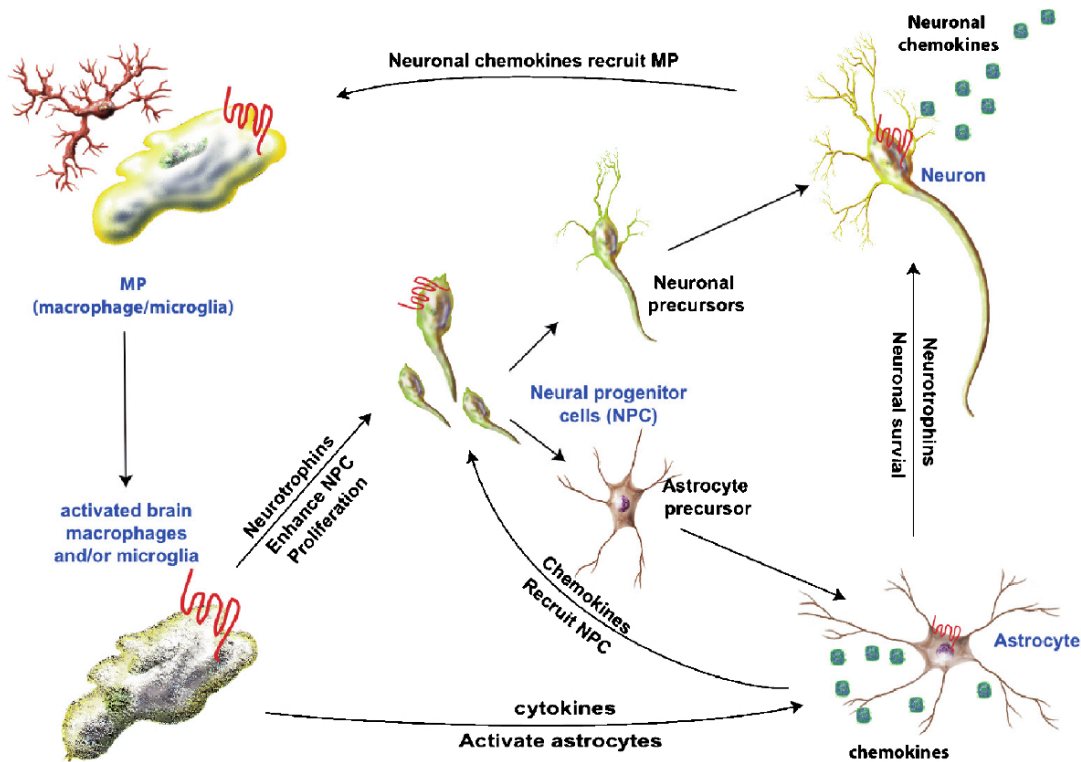 Neuronal
chemokines
Neuronal chemokines recruit MP
Neuron
MP
(macrophage/microglia)
Neuronal
precursors
Neural progenitor
cells (NPC)
Neurotrophins
Neuronal survial
Astrocyte
precursor
activated brain
macrophages
and/or microglia
Neurotrophins
Enhance NPC
Proliferation
Chemokines
Recruit NPC
Astrocyte
cytokines
Activate astrocytes
chemokines